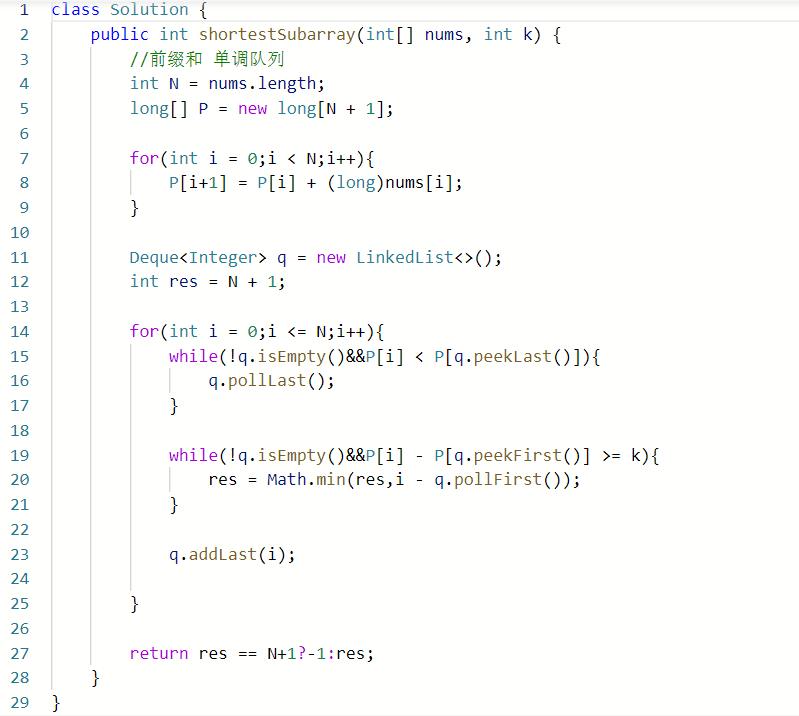 1 class Solution {
2 public int shortestSubarray(int[] nums, int k) {
3 //前缀和 单调队列
4 int N = nums.length;
5 long[] P = new long[N + 1];
6
7 for(int i = 0;i < N;i++){
8 P[i+1] = P[i] + (long)nums[i];
9 }
10
11 Deque<Integer> q = new LinkedList<>();
12 int res = N + 1;
13
14 for(int i = 0;i <= N;i++){
15 while(!q.isEmpty()&&P[i] < P[q.peekLast()]){
16 q.pollLast();
17 }
18
19 while(!q.isEmpty()&&P[i] - P[q.peekFirst()] >= k){
20 res = Math.min(res,i - q.pollFirst());
21 }
22
23 q.addLast(i);
24
25 }
26
27 return res == N+1?-1:res;
28 }
29 }